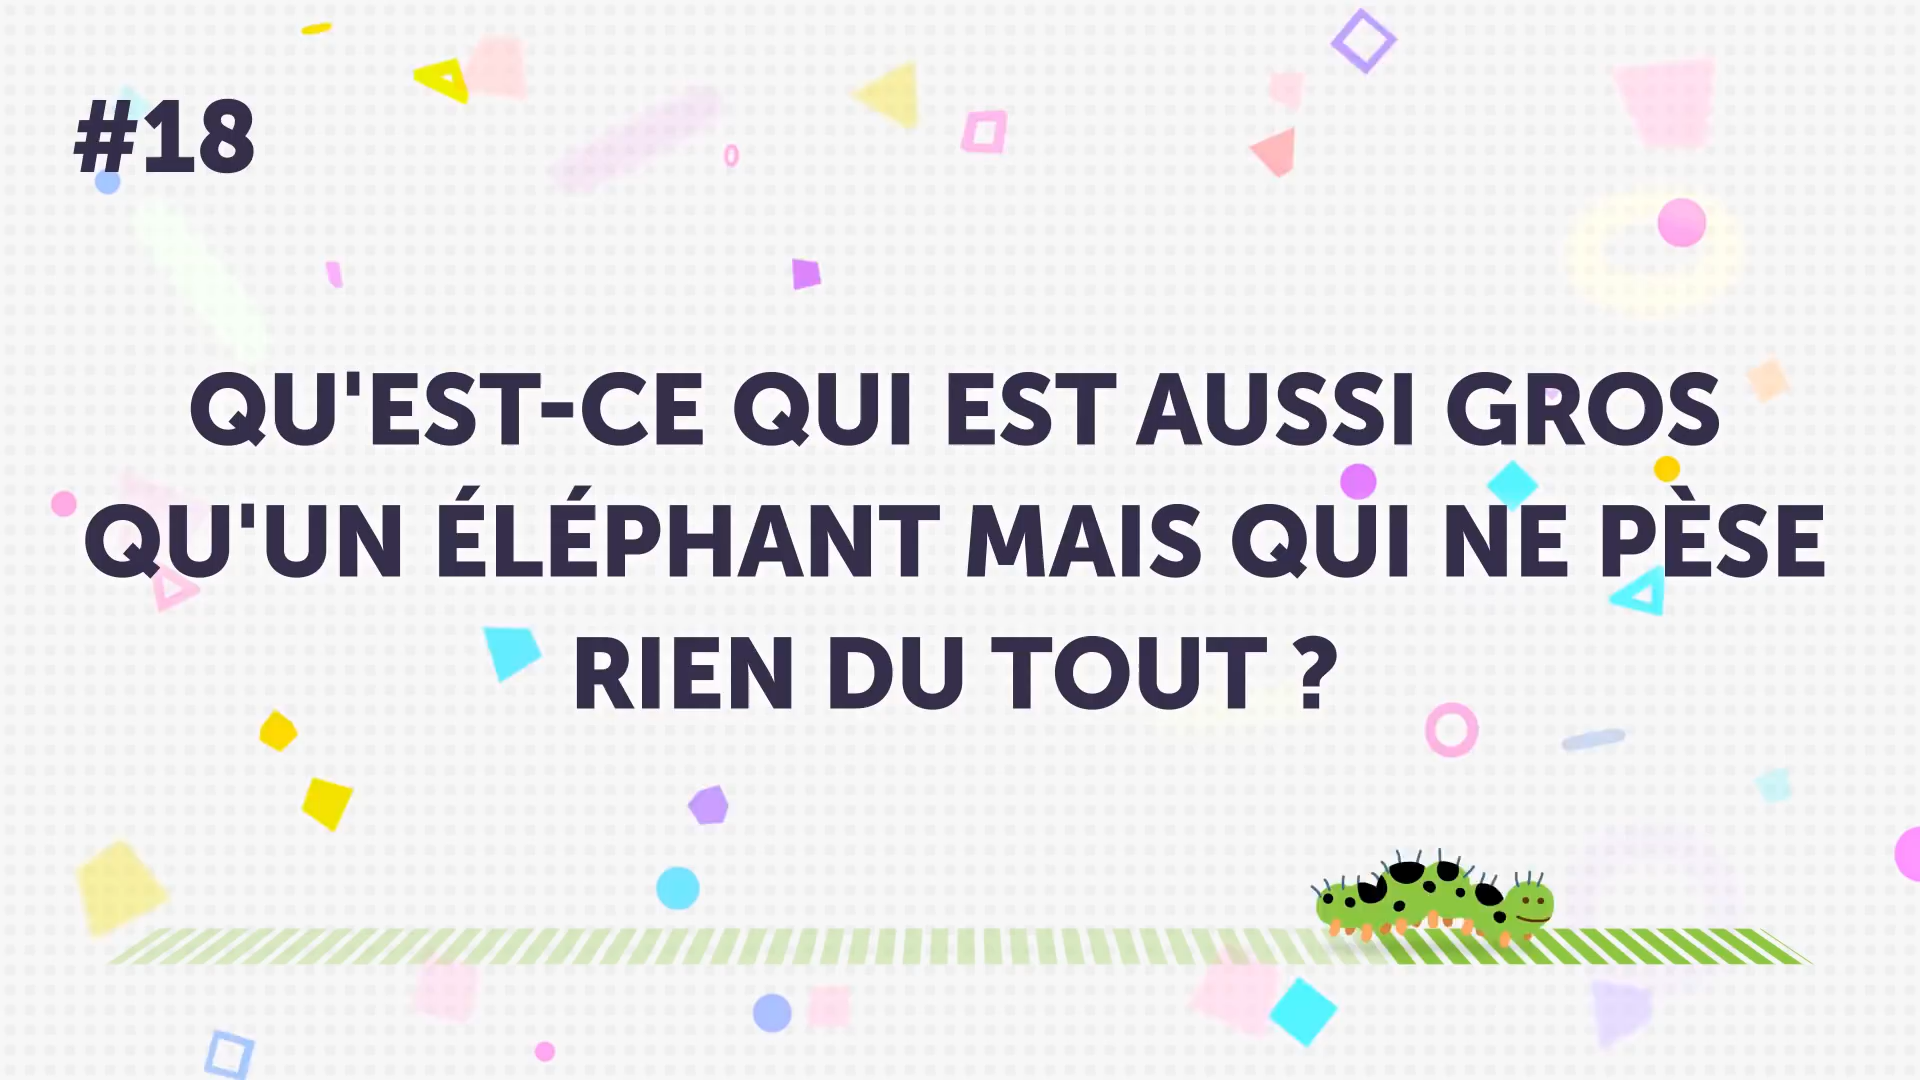 #18
QU'EST-CE QUI EST AUSSI GROS
QU'UN ÉLÉPHANT MAIS QUI NE PÈSE
RIEN DU TOUT ?